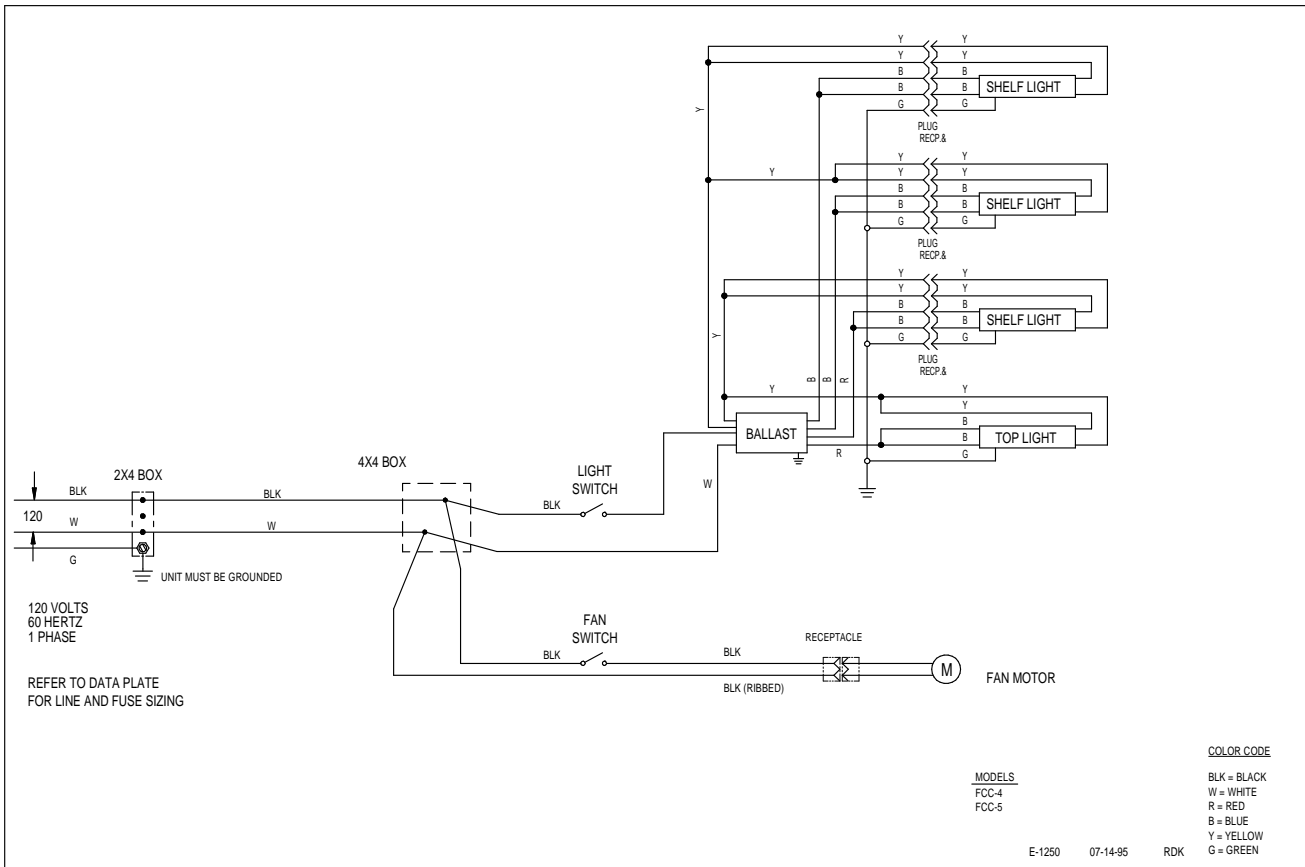 Y Y
Y Y
B B
B B
SHELF LIGHT
G G
PLUG
RECP.&
Y
Y Y
Y Y
Y
B B
B B
SHELF LIGHT
G G
PLUG
RECP.&
Y Y
Y Y
B B
B B
SHELF LIGHT
G G
Y
PLUG
RECP.&
B B R
Y Y
Y
B
BALLAST
B
TOP LIGHT
R
G
W
4X4 BOX
2X4 BOX
LIGHT
SWITCH
BLK BLK BLK
120
W W
G
UNIT MUST BE GROUNDED
120 VOLTS
60 HERTZ
1 PHASE
FAN
SWITCH
RECEPTACLE
BLK BLK
M
FAN MOTOR
BLK (RIBBED)
REFER TO DATA PLATE
FOR LINE AND FUSE SIZING
MODELS
FCC-4
FCC-5
COLOR CODE
BLK = BLACK
W = WHITE
R = RED
B = BLUE
Y = YELLOW
G = GREEN
E-1250 07-14-95 RDK